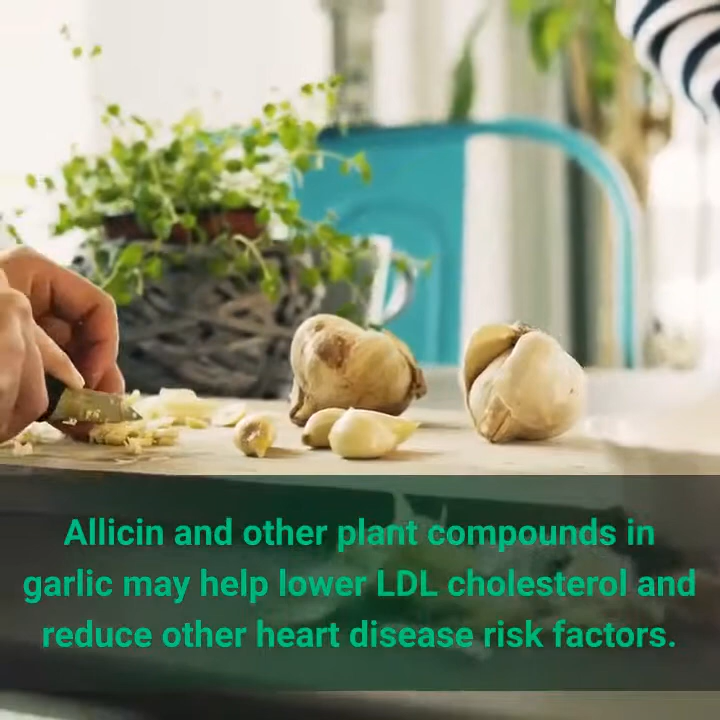 Allicin and other plant compounds in
garlic may help lower LDL cholesterol and
reduce other heart disease risk factors.